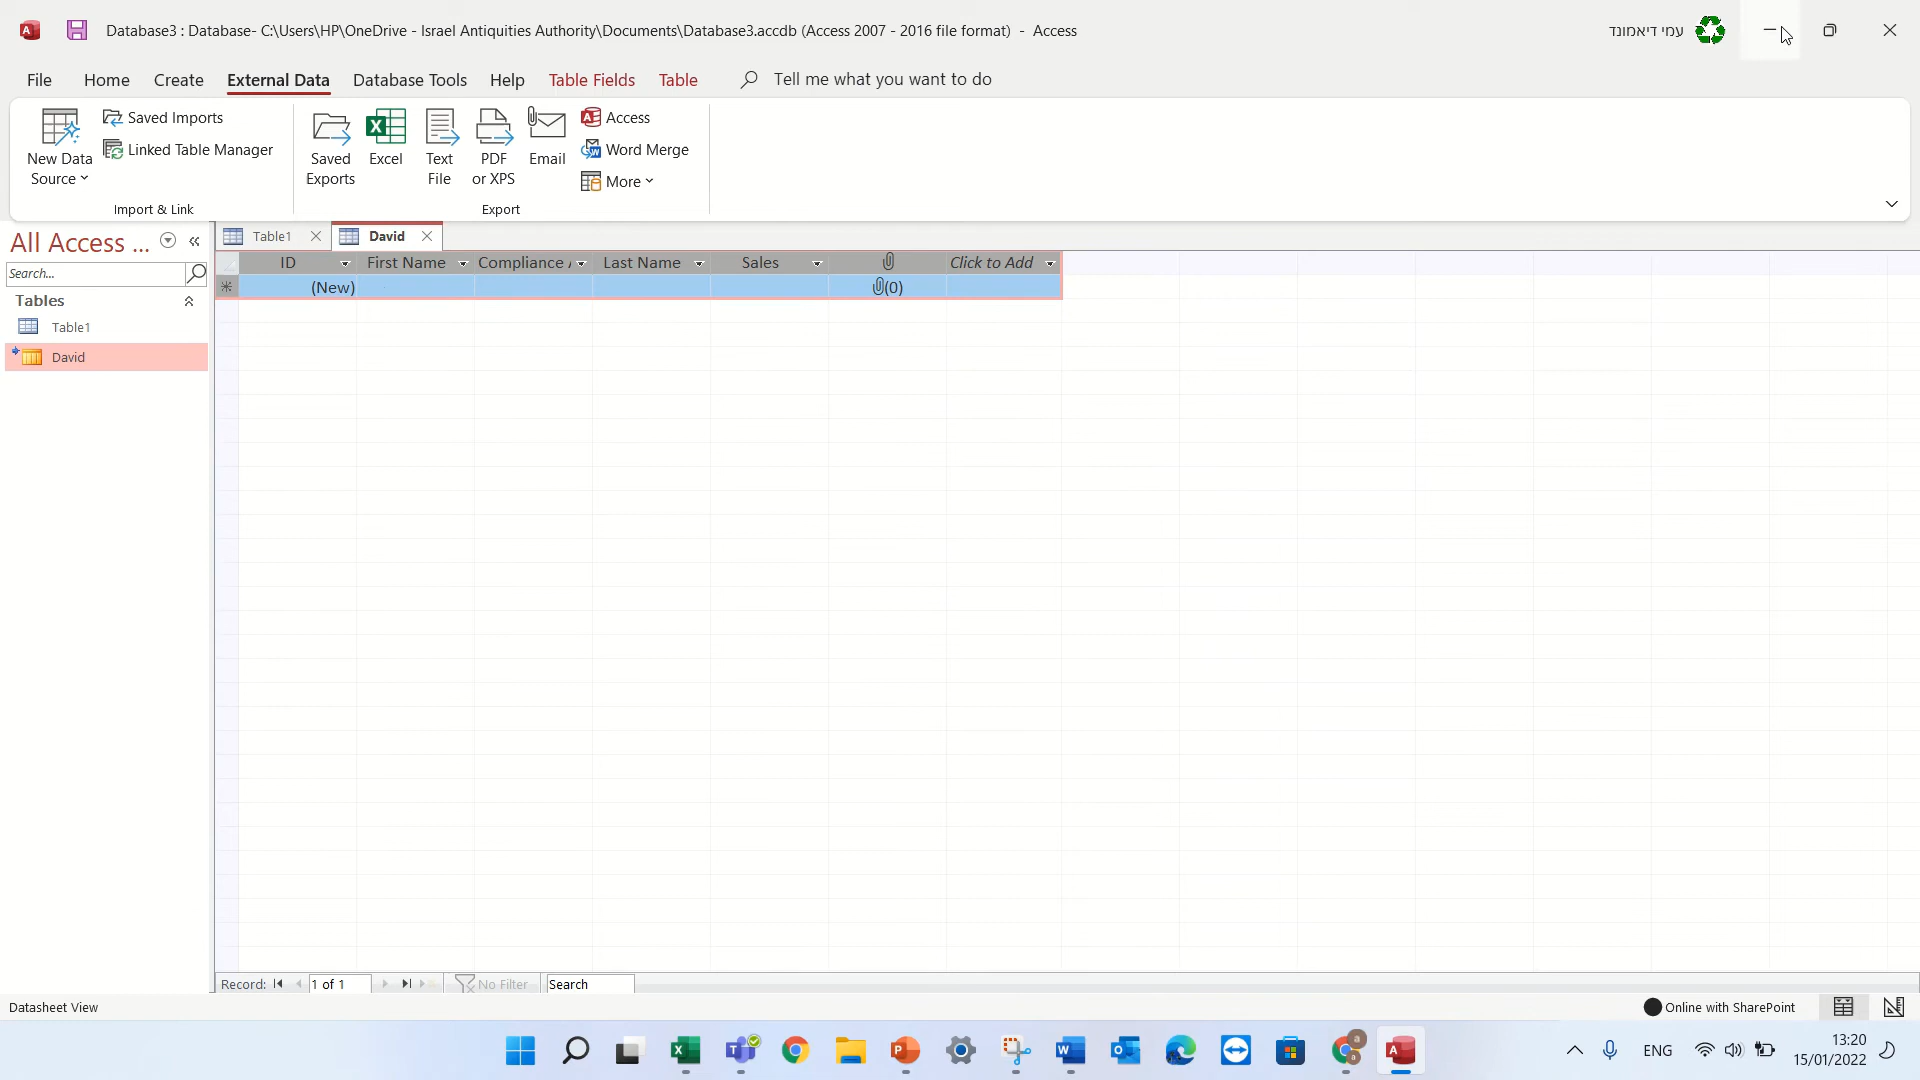 Database3 : Database- C:\Users\HP\OneDrive - Israel Antiquities Authority\Documents\Database3.accdb (Access 2007 - 2016 file format) - Access
עמי דיאמונד
File Home Create External Data Database Tools Help Table Fields Table Tell me what you want to do
New Data Source
Saved Imports
Linked Table Manager
Import & Link
Saved Exports
Excel
Text File
PDF or XPS
Email
Access
Word Merge
More
Export
All Access ...
Search...
Tables
Table1
David
Table1 David
ID First Name Compliance Last Name Sales Click to Add
(New) (0)
Record: 1 of 1 No Filter Search
Datasheet View
Online with SharePoint
ENG
13:20
15/01/2022